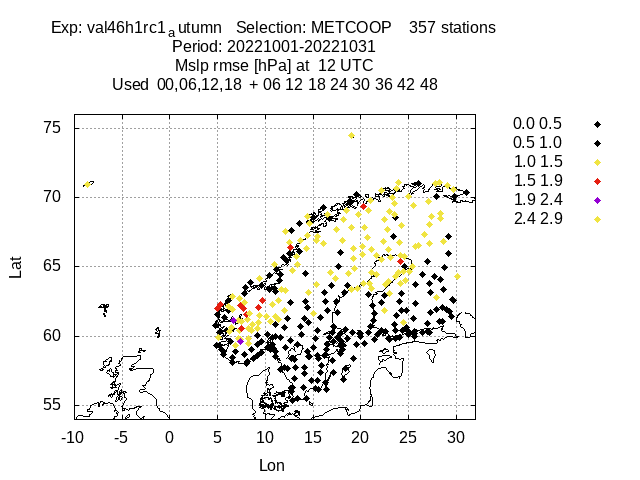 Exp: val46h1rc1autumn Selection: METCOOP 357 stations
Period: 20221001-20221031
Mslp rmse [hPa] at 12 UTC
Used 00,06,12,18 + 06 12 18 24 30 36 42 48
75
70
65
60
55
Lat
-10 -5 0 5 10 15 20 25 30
Lon
0.0 0.5
0.5 1.0
1.0 1.5
1.5 1.9
1.9 2.4
2.4 2.9